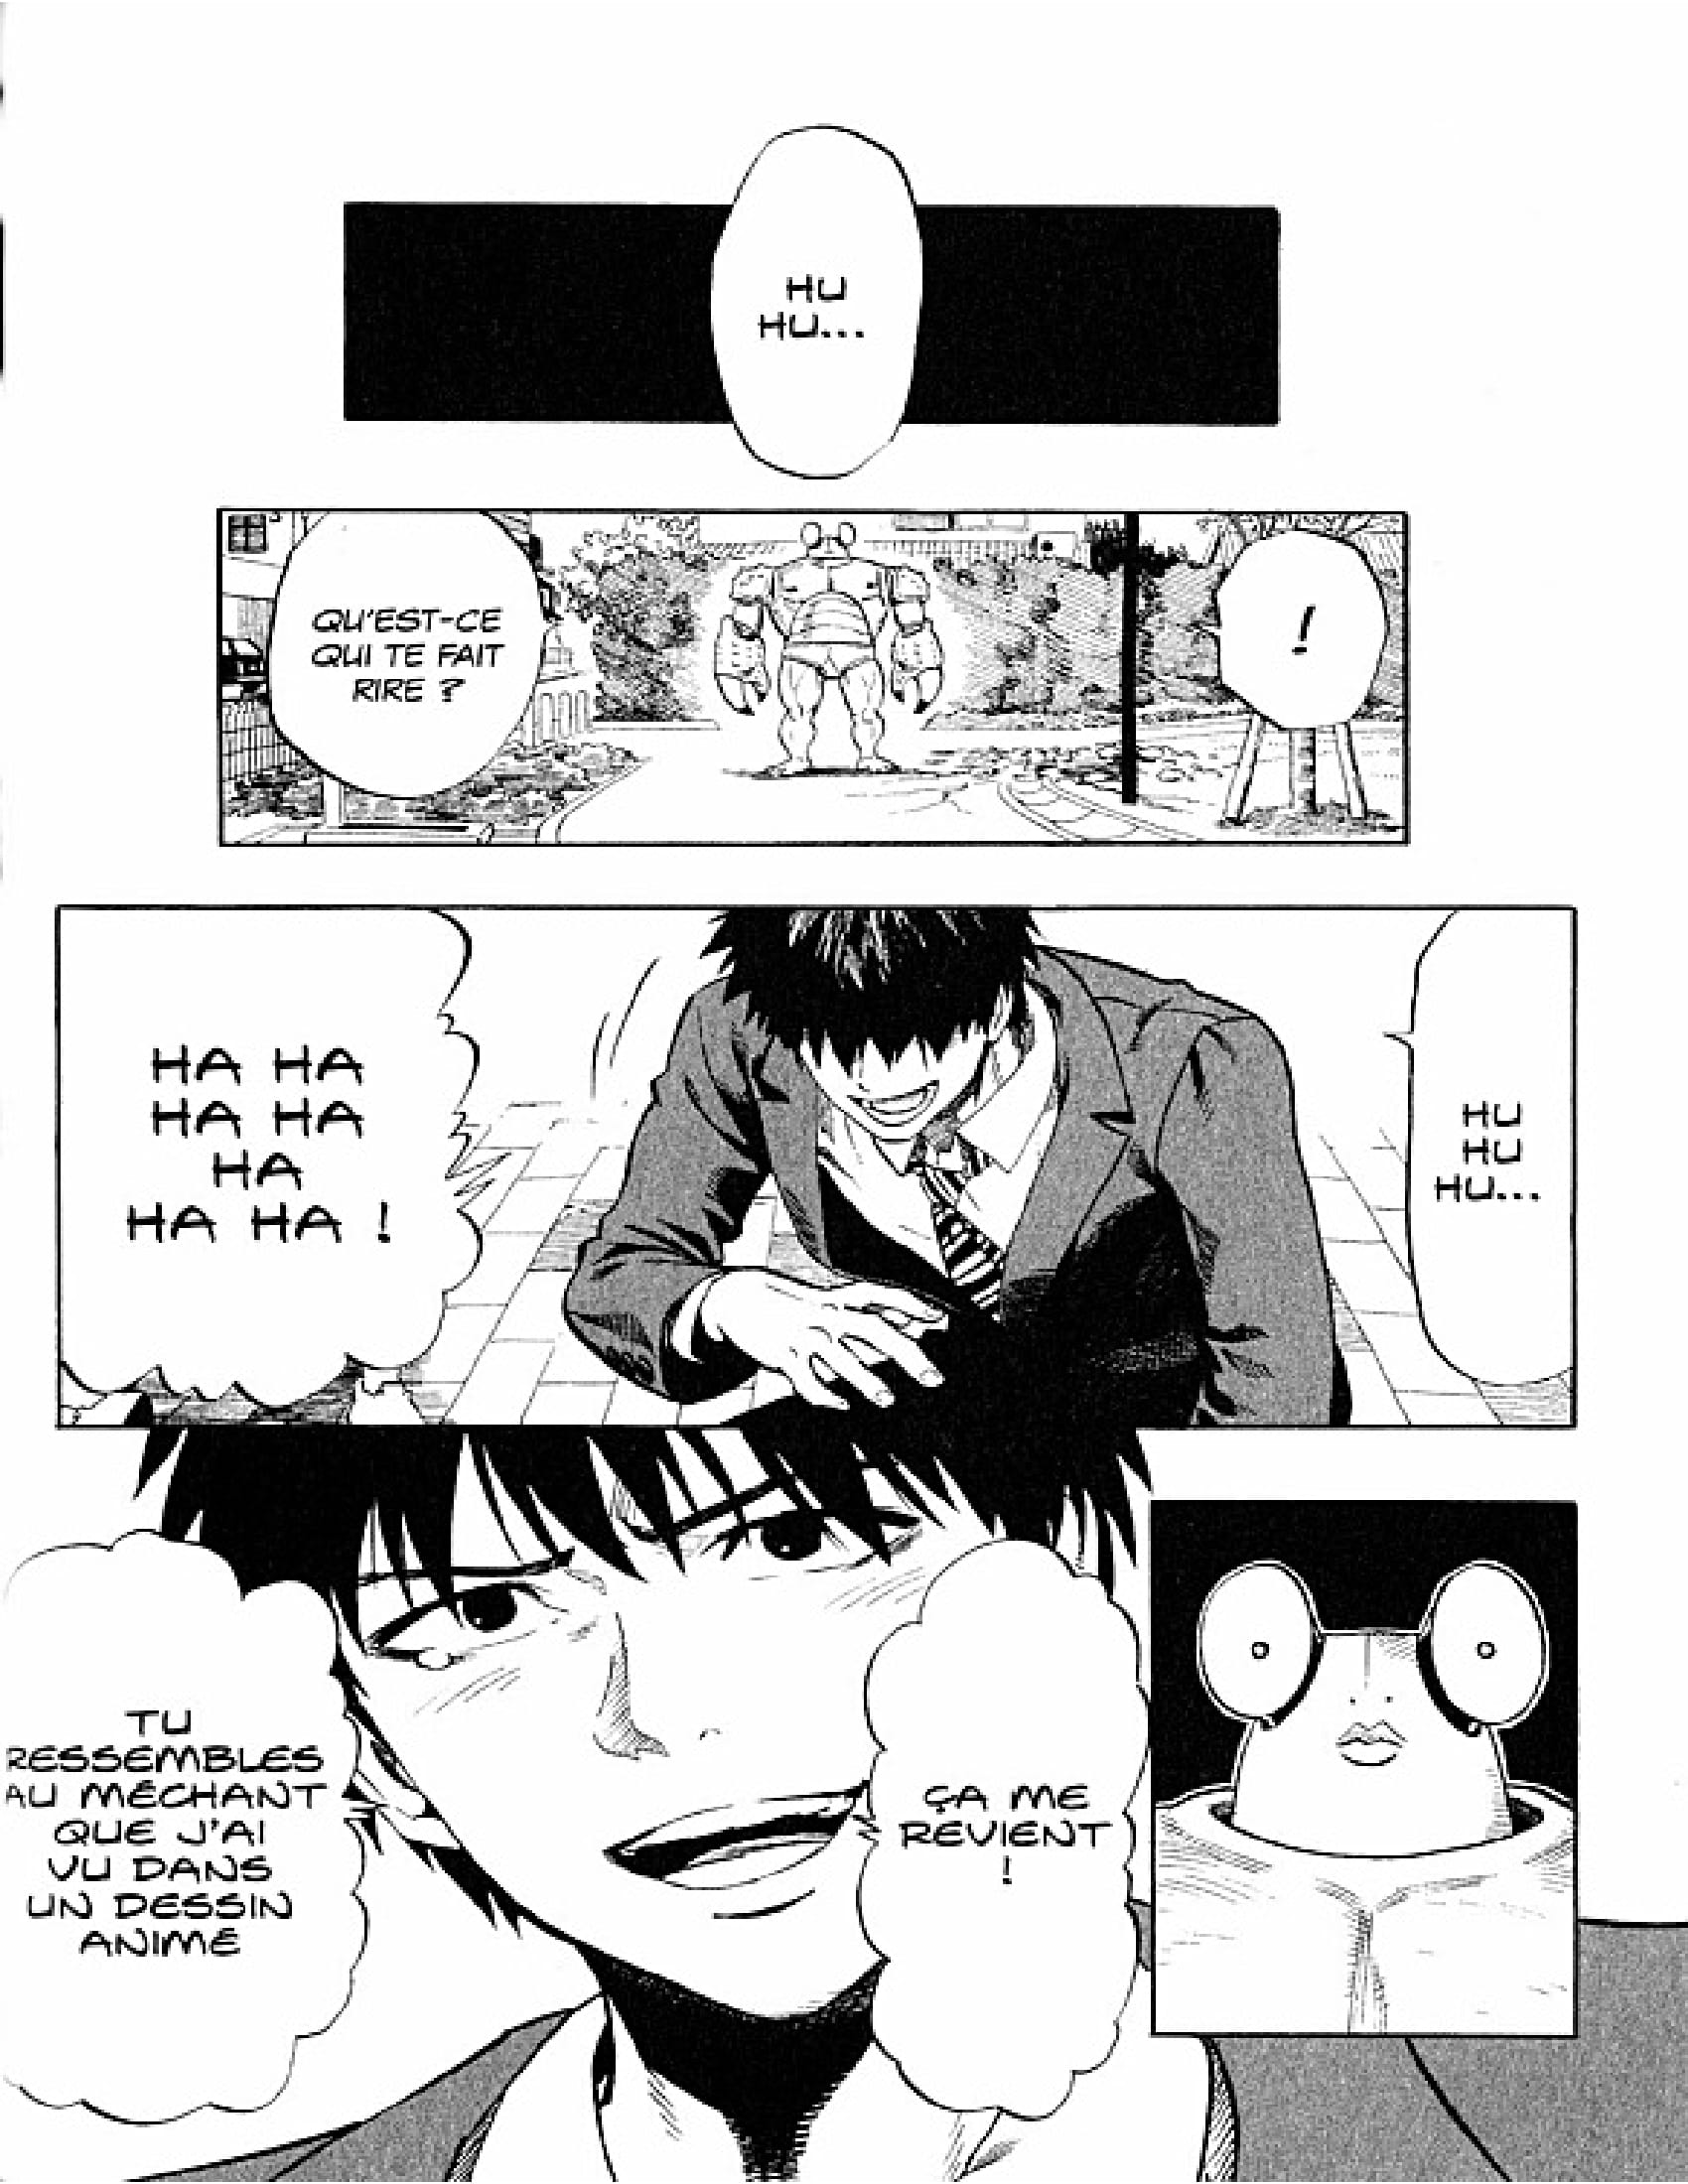 HU
HU...
!
QU'EST-CE
QUI TE FAIT
RIRE ?
HU
HU
HU...
HA HA
HA HA
HA
HA HA !
ÇA ME
REVIENT
!
TU
RESSEMBLES
AU MÉCHANT
QUE J'AI
VU DANS
UN DESSIN
ANIMÉ